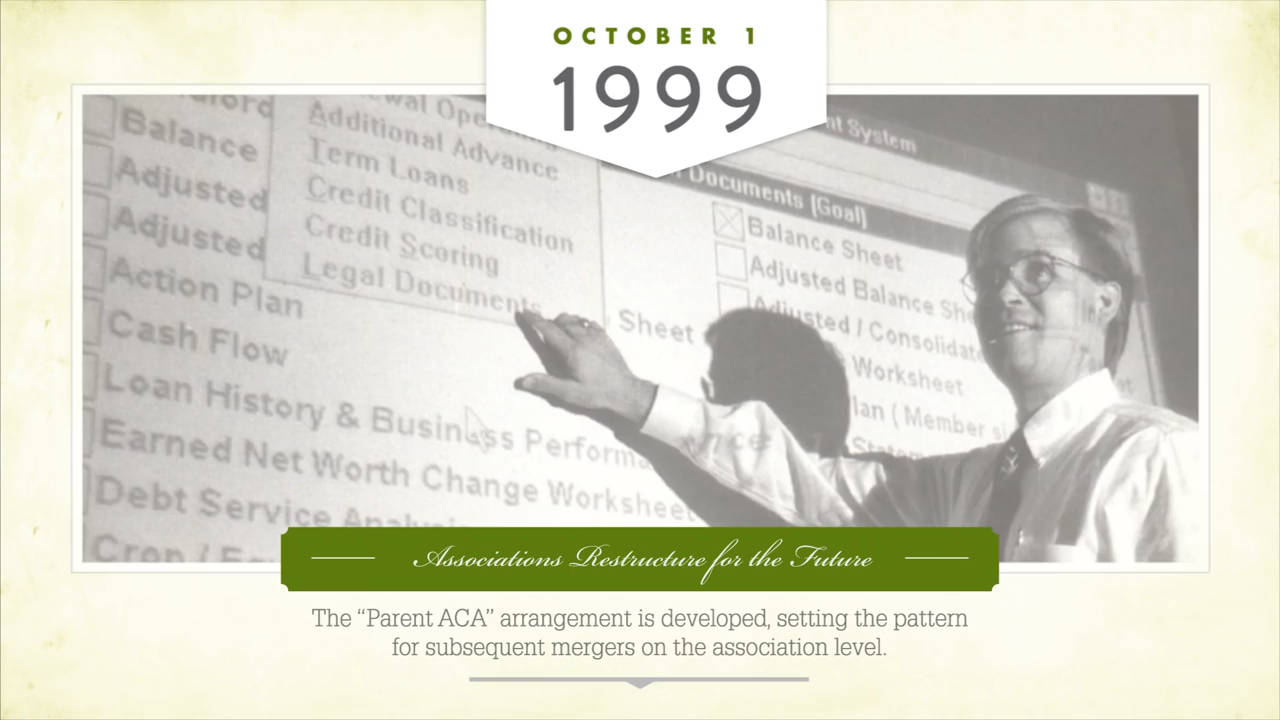 OCTOBER 1
1999
Balance
Adjusted
Adjusted
Action Plan
Cash Flow
Loan History & Business
Earned Net Worth Change Worksheet
Debt Service
Additional Advance
Term Loans
Credit Classification
Credit Scoring
Legal Documents
System
Documents (Goal)
Balance Sheet
Adjusted Balance
Adjusted /
Sheet
Worksheet
( Member
Associations Restructure for the Future
The “Parent ACA” arrangement is developed, setting the pattern
for subsequent mergers on the association level.